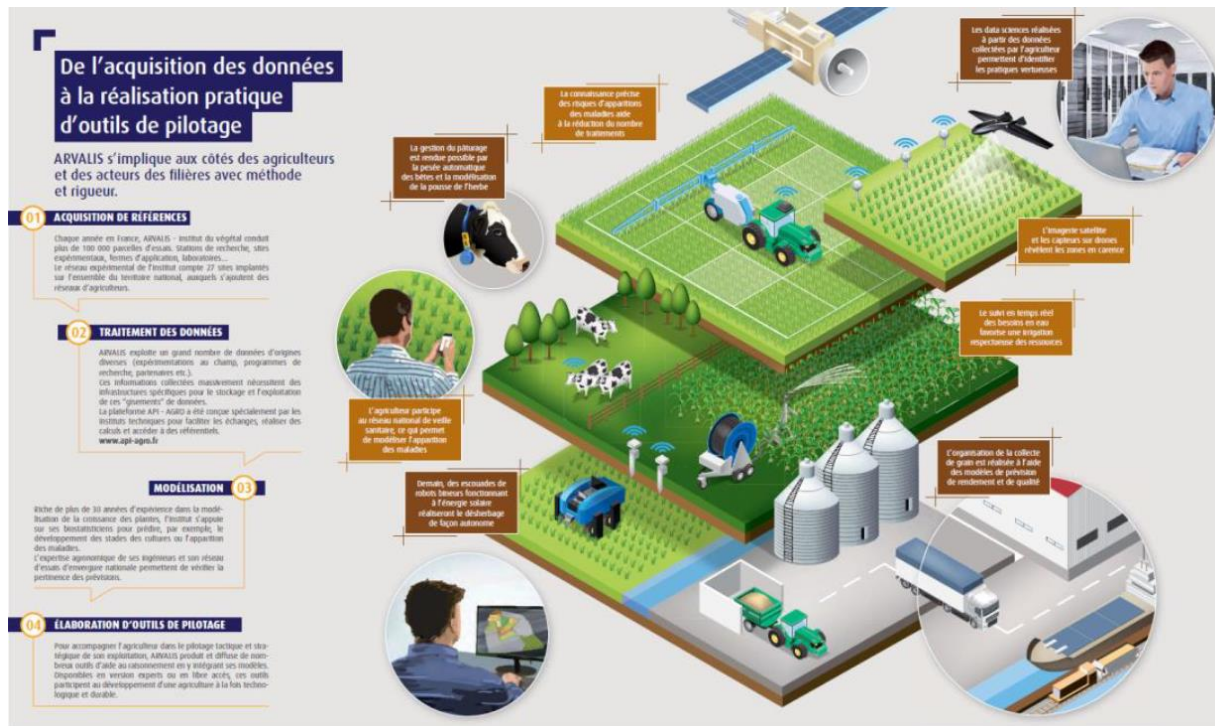 De l'acquisition des données
à la réalisation pratique
d'outils de pilotage
ARVALIS s'implique aux côtés des agriculteurs
et des acteurs des filières avec méthode
et rigueur.
01 ACQUISITION DE RÉFÉRENCES
Chaque année en France, ARVALIS - Institut du végétal conduit
plus de 100 000 parcelles d'essais. Stations de recherche, sites
expérimentaux, fermes d'application, laboratoires...
Le réseau expérimental de l'institut compte 27 sites implantés
sur l'ensemble du territoire national, auxquels s'ajoutent des
réseaux d'agriculteurs.
02 TRAITEMENT DES DONNÉES
ARVALIS exploite un grand nombre de données d'origines
diverses (expérimentations au champ, programmes de
recherche, partenaires etc.).
Ces informations collectées massivement nécessitent des
infrastructures spécifiques pour le stockage et l'exploitation
de ces "gisements" de données.
La plateforme API - AGRO a été conçue spécialement par les
instituts techniques pour faciliter les échanges, réaliser des
calculs et accéder à des référentiels.
www.api-agro.fr
MODÉLISATION 03
Riche de plus de 30 années d'expérience dans la modé-
lisation de la croissance des plantes, l'institut s'appuie
sur ses biostatisticiens pour prédire, par exemple, le
développement des stades des cultures ou l'apparition
des maladies.
L'expertise agronomique de ses ingénieurs et son réseau
d'essais d'envergure nationale permettent de vérifier la
pertinence des prévisions.
04 ÉLABORATION D'OUTILS DE PILOTAGE
Pour accompagner l'agriculteur dans le pilotage tactique et stra-
tégique de son exploitation, ARVALIS produit et diffuse de nom-
breux outils d'aide au raisonnement en y intégrant ses modèles.
Disponibles en version experts ou en libre accès, ces outils
participent au développement d'une agriculture à la fois techno-
logique et durable.
La gestion du pâturage
est rendue possible par
la pesée automatique
des bêtes et la modélisation
de la pousse de l'herbe
La connaissance précise
des risques d'apparitions
des maladies aide
à la réduction du nombre
de traitements
Les data sciences réalisées
à partir des données
collectées par l'agriculteur
permettent d'identifier
les pratiques vertueuses
L'imagerie satellite
et les capteurs sur drones
révèlent les zones en carence
Le suivi en temps réel
des besoins en eau
favorise une irrigation
respectueuse des ressources
L'agriculteur participe
au réseau national de veille
sanitaire, ce qui permet
de modéliser l'apparition
des maladies
Demain, des escouades de
robots bineurs fonctionnant
à l'énergie solaire
réaliseront le désherbage
de façon autonome
L'organisation de la collecte
de grain est réalisée à l'aide
des modèles de prévision
de rendement et de qualité